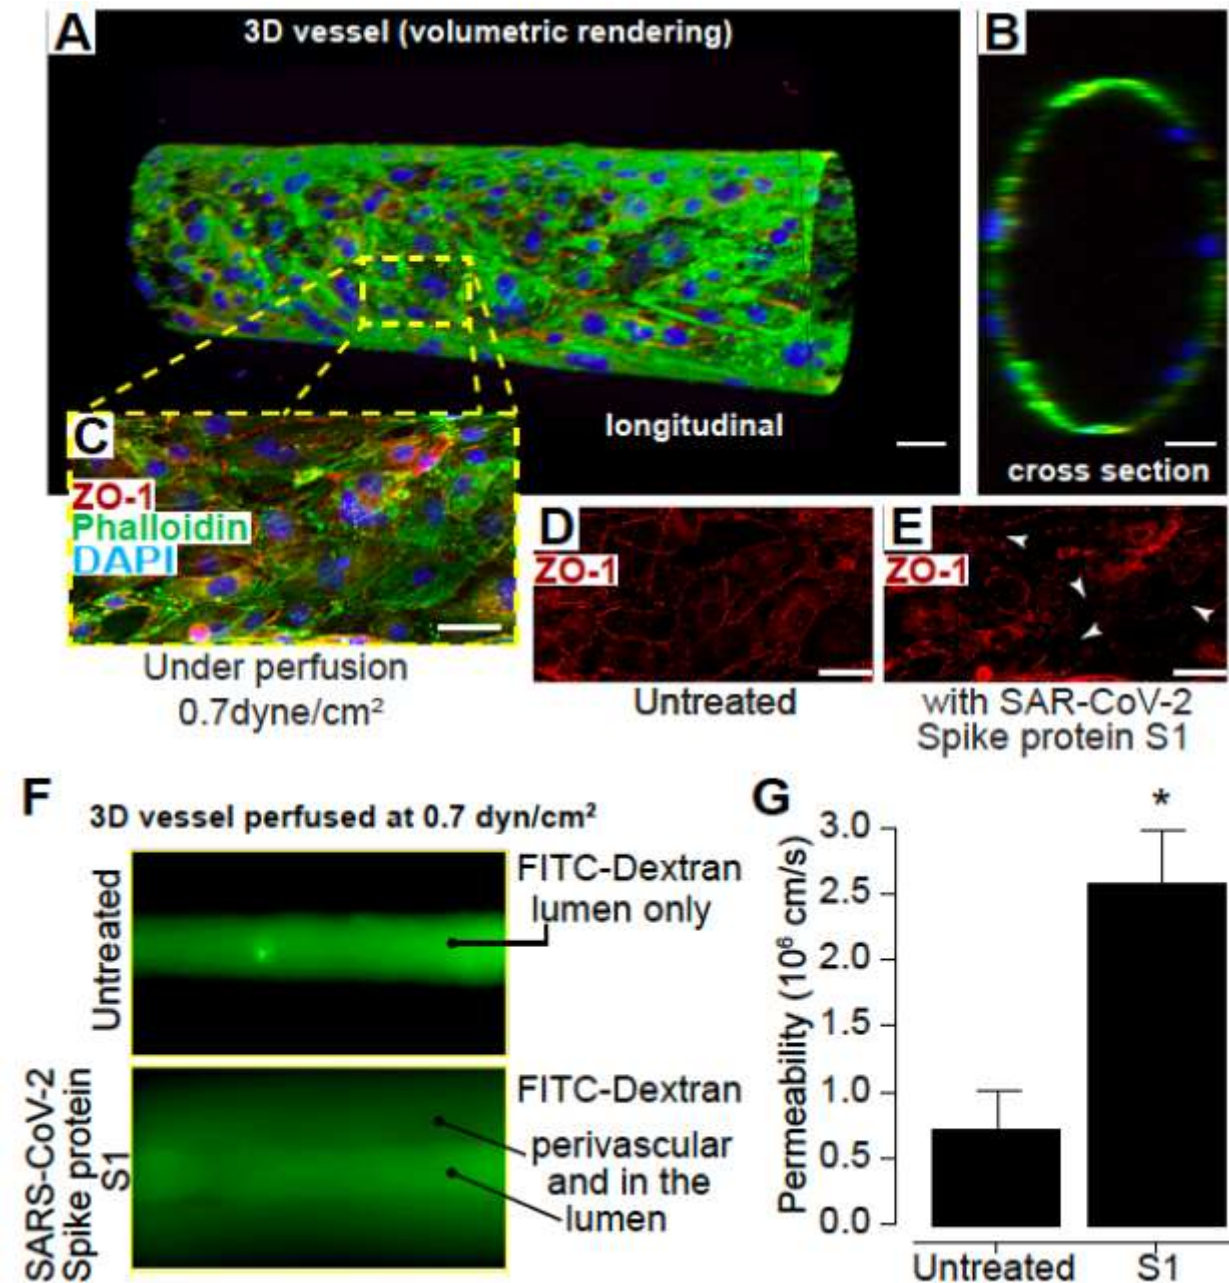 A
3D vessel (volumetric rendering)
longitudinal
B
cross section
C
ZO-1
Phalloidin
DAPI
Under perfusion
0.7dyne/cm²
D
ZO-1
Untreated
E
ZO-1
with SAR-CoV-2
Spike protein S1
F
3D vessel perfused at 0.7 dyn/cm²
Untreated
FITC-Dextran
lumen only
SARS-CoV-2
Spike protein
S1
FITC-Dextran
perivascular
and in the
lumen
G
*
Permeability (10⁶ cm/s)
3.0
2.5
2.0
1.5
1.0
0.5
0.0
Untreated
S1